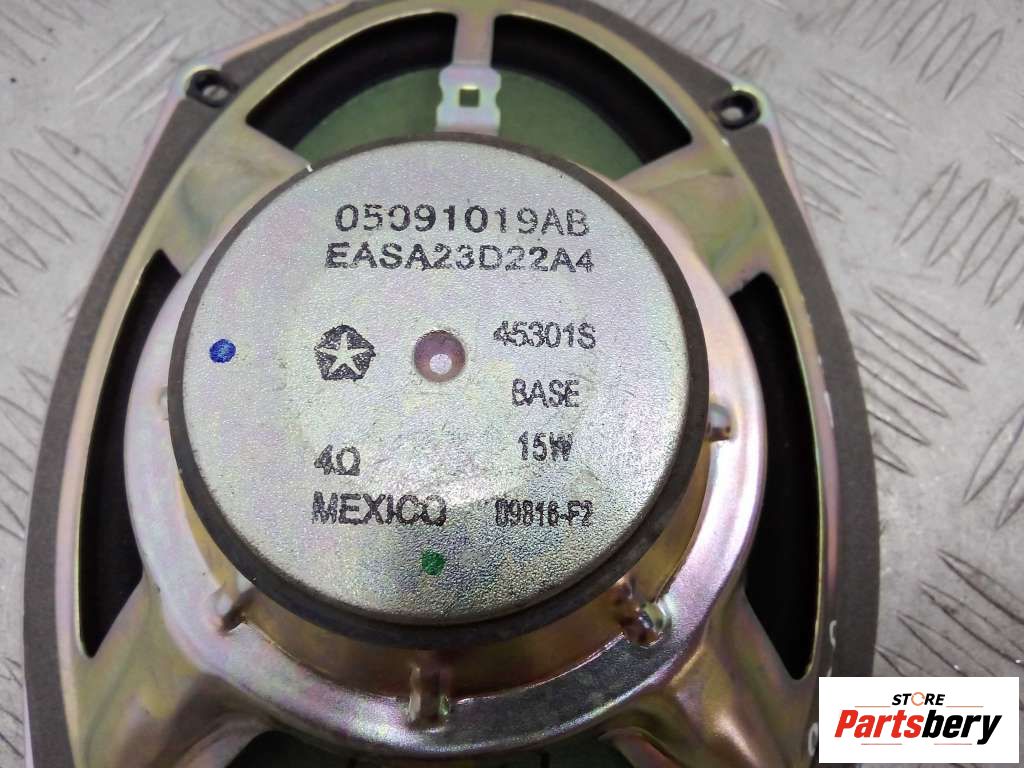 05091019AB
EASA23D22A4
45301S
BASE
4Ω
15W
MEXICO
09816-F2
STORE
Partsbery